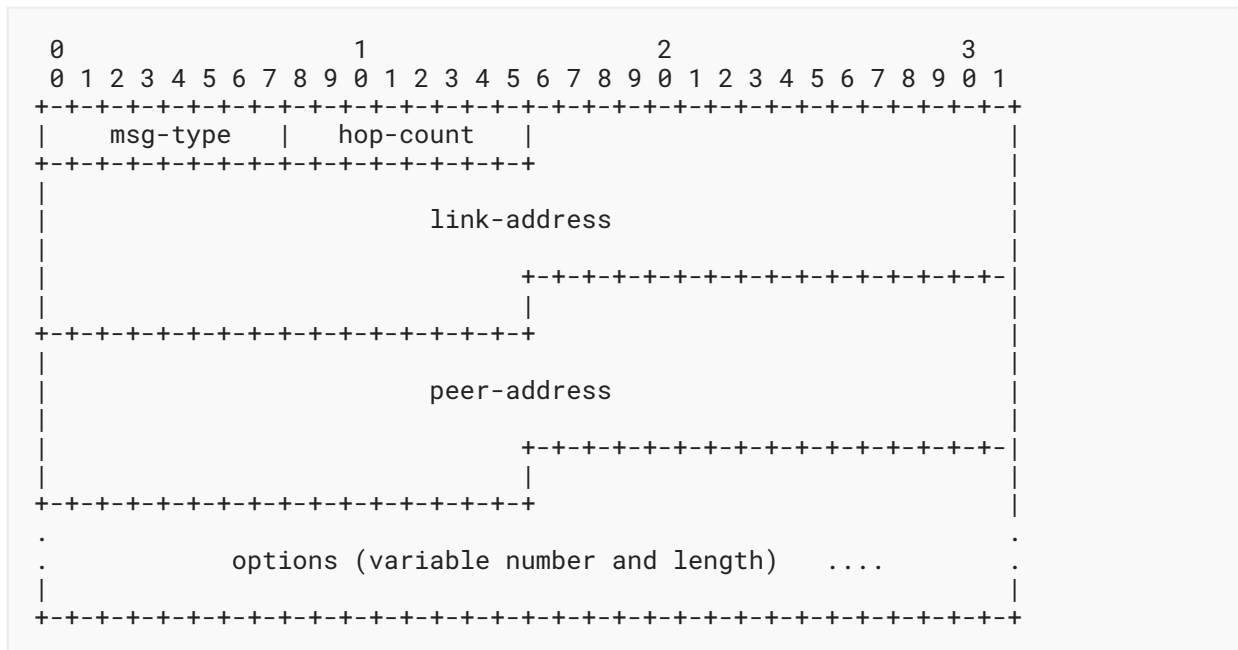 0                   1                   2                   3
 0 1 2 3 4 5 6 7 8 9 0 1 2 3 4 5 6 7 8 9 0 1 2 3 4 5 6 7 8 9 0 1
+-+-+-+-+-+-+-+-+-+-+-+-+-+-+-+-+-+-+-+-+-+-+-+-+-+-+-+-+-+-+-+-+
|    msg-type   |   hop-count   |                               |
+-+-+-+-+-+-+-+-+-+-+-+-+-+-+-+-+                               |
|                                                               |
|                         link-address                          |
|                                                               |
|                               +-+-+-+-+-+-+-+-+-+-+-+-+-+-+-+-|
|                               |                               |
+-+-+-+-+-+-+-+-+-+-+-+-+-+-+-+-+                               |
|                                                               |
|                         peer-address                          |
|                                                               |
|                               +-+-+-+-+-+-+-+-+-+-+-+-+-+-+-+-|
|                               |                               |
+-+-+-+-+-+-+-+-+-+-+-+-+-+-+-+-+                               |
.                                                               .
.            options (variable number and length)   ....        .
|                                                               |
+-+-+-+-+-+-+-+-+-+-+-+-+-+-+-+-+-+-+-+-+-+-+-+-+-+-+-+-+-+-+-+-+